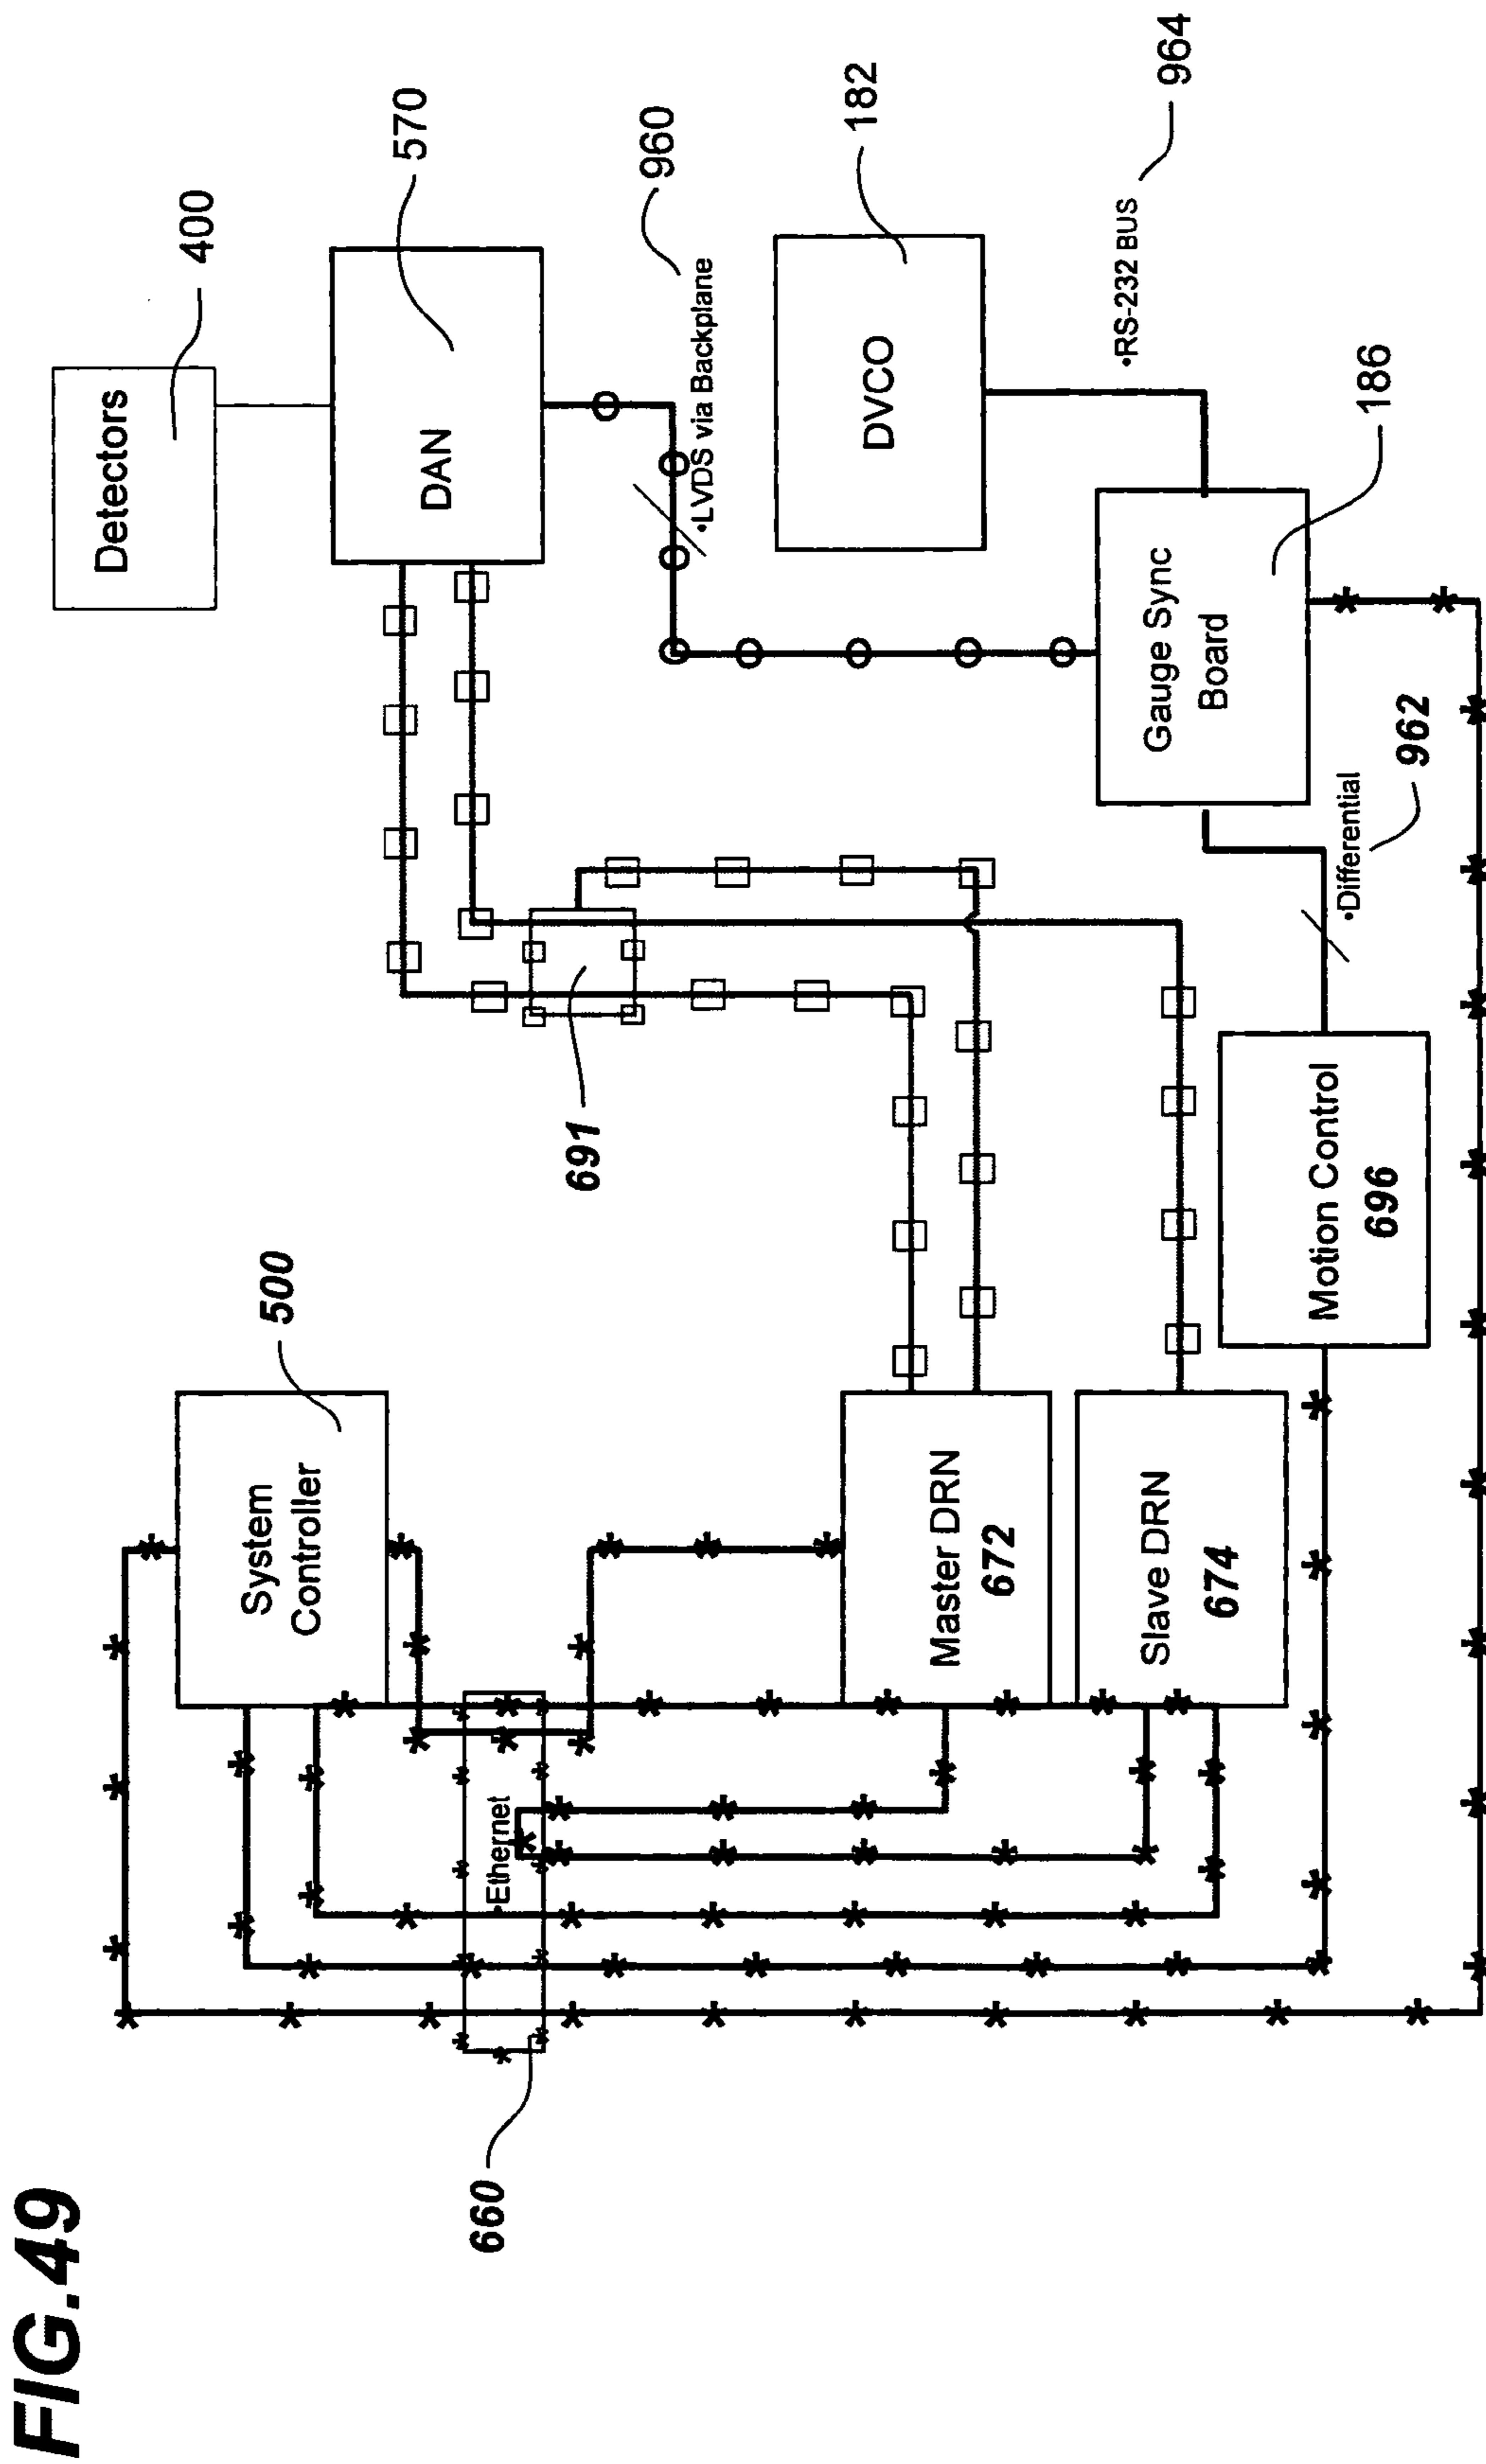 FIG.49
System
Controller
500
Detectors
400
DAN
570
660
•Ethernet
691
•LVDS via Backplane
960
Master DRN
672
DVCO
182
Slave DRN
674
Gauge Sync
Board
186
•RS-232 BUS
964
Motion Control
696
•Differential
962